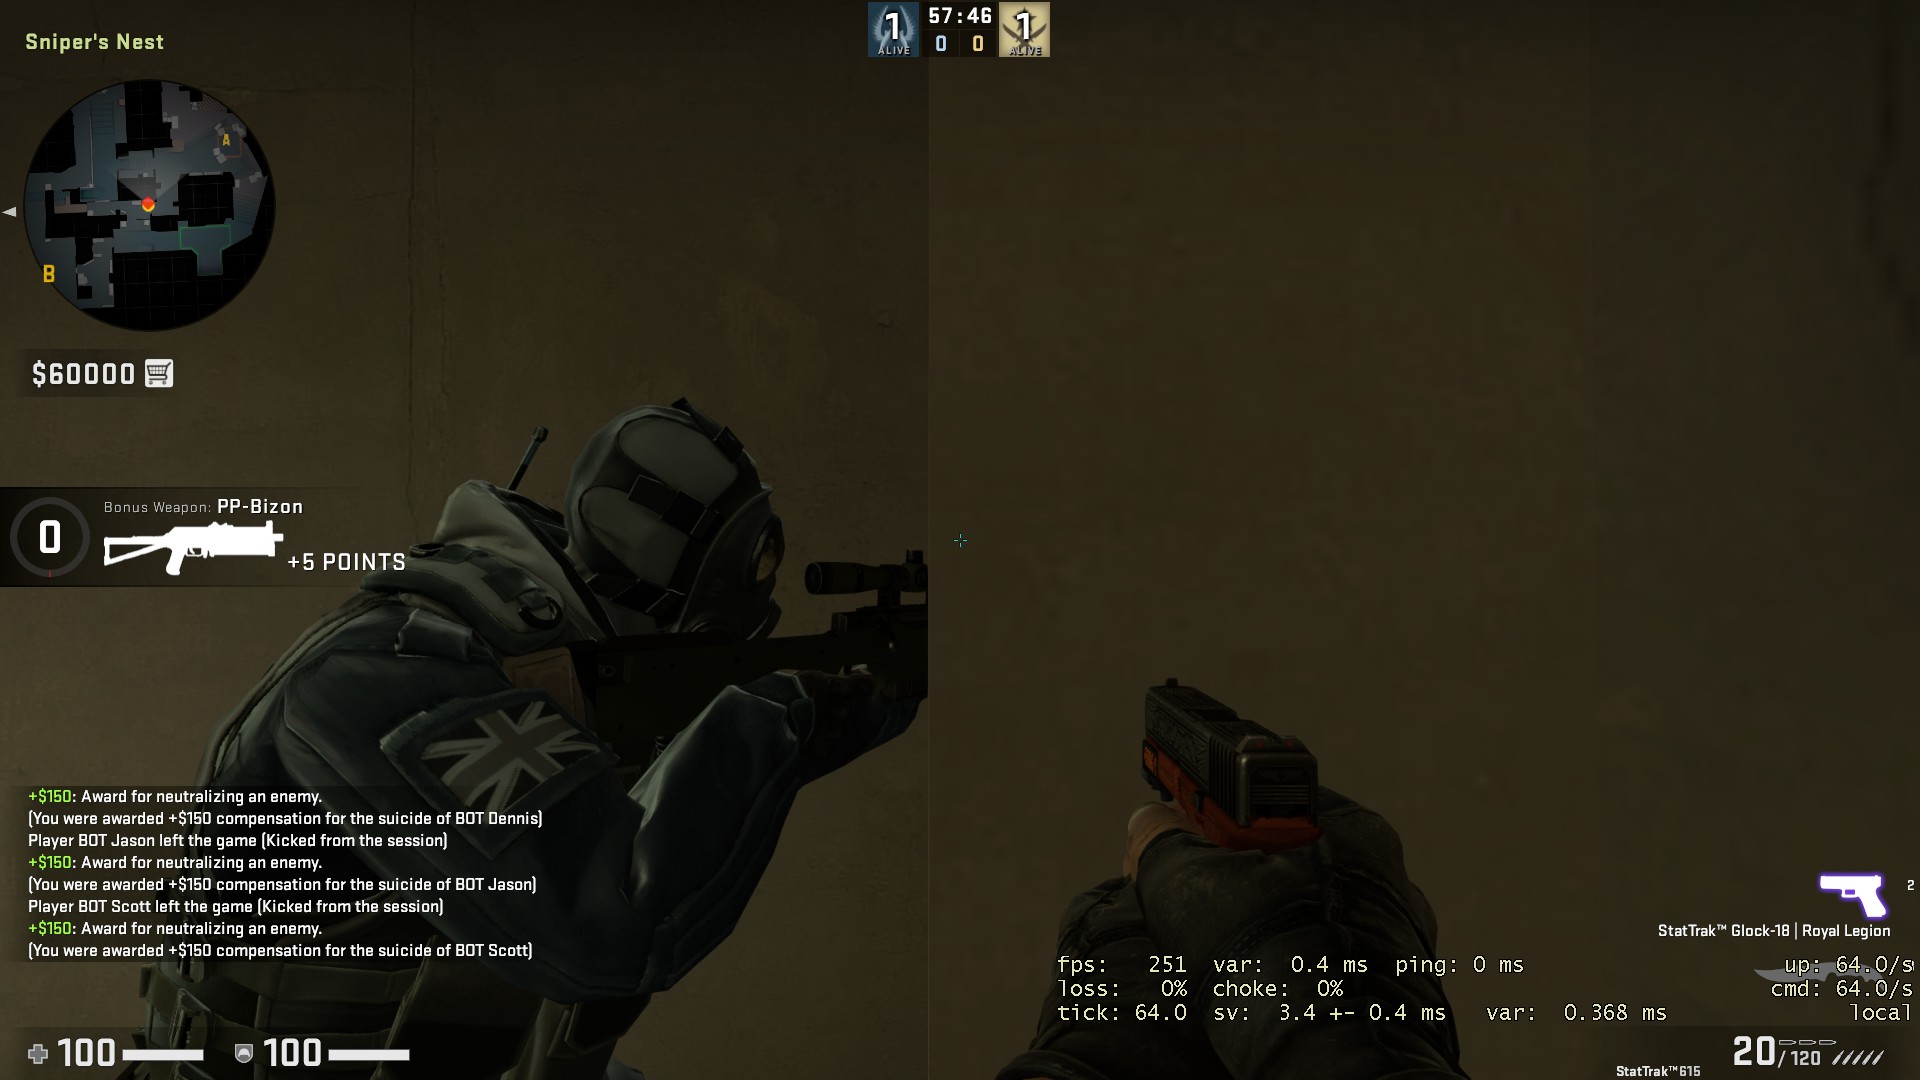 Sniper's Nest
1 ALIVE 57:46 1 ALIVE
0 0
A
B
$60000
0
Bonus Weapon: PP-Bizon
+5 POINTS
+$150: Award for neutralizing an enemy.
(You were awarded +$150 compensation for the suicide of BOT Dennis)
Player BOT Jason left the game (Kicked from the session)
+$150: Award for neutralizing an enemy.
(You were awarded +$150 compensation for the suicide of BOT Jason)
Player BOT Scott left the game (Kicked from the session)
+$150: Award for neutralizing an enemy.
(You were awarded +$150 compensation for the suicide of BOT Scott)
100 100
2
StatTrak™ Glock-18 | Royal Legion
fps: 251 var: 0.4 ms ping: 0 ms up: 64.0/s
loss: 0% choke: 0% cmd: 64.0/s
tick: 64.0 sv: 3.4 +- 0.4 ms var: 0.368 ms local
20/120
StatTrak™615